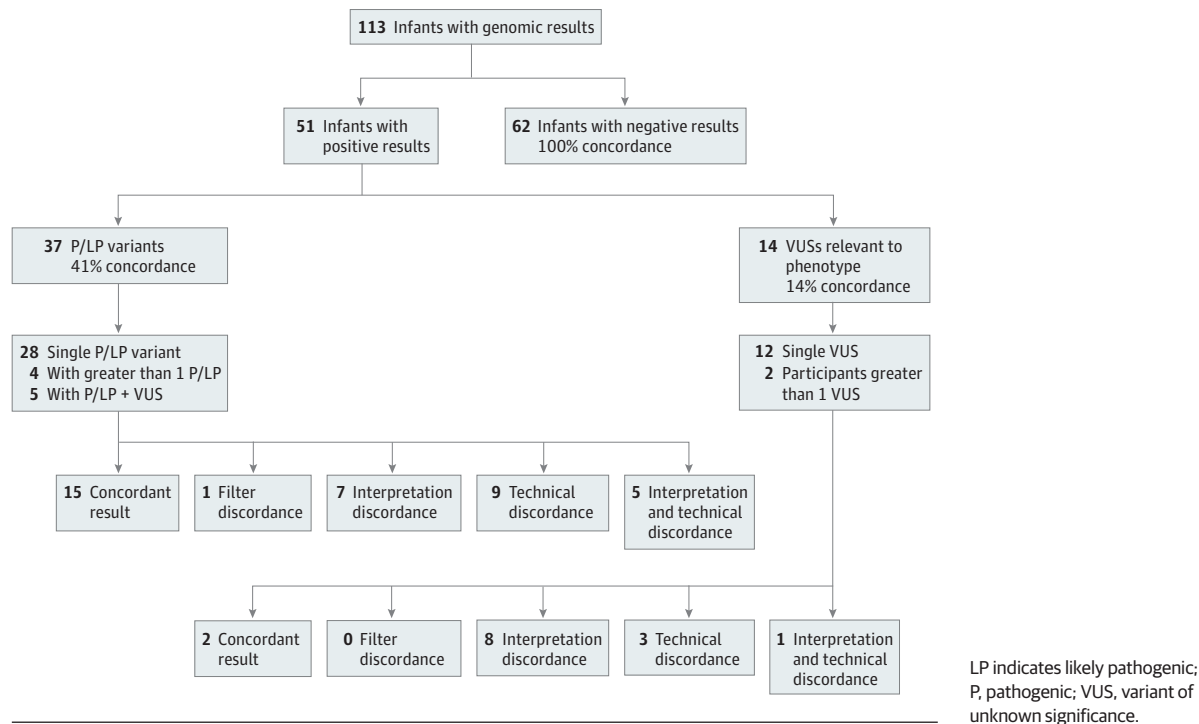 113 Infants with genomic results
51 Infants with
positive results
62 Infants with negative results
100% concordance
37 P/LP variants
41% concordance
14 VUSs relevant to
phenotype
14% concordance
28 Single P/LP variant
4 With greater than 1 P/LP
5 With P/LP + VUS
12 Single VUS
2 Participants greater
than 1 VUS
15 Concordant
result
1 Filter
discordance
7 Interpretation
discordance
9 Technical
discordance
5 Interpretation
and technical
discordance
2 Concordant
result
0 Filter
discordance
8 Interpretation
discordance
3 Technical
discordance
1 Interpretation
and technical
discordance
LP indicates likely pathogenic;
P, pathogenic; VUS, variant of
unknown significance.